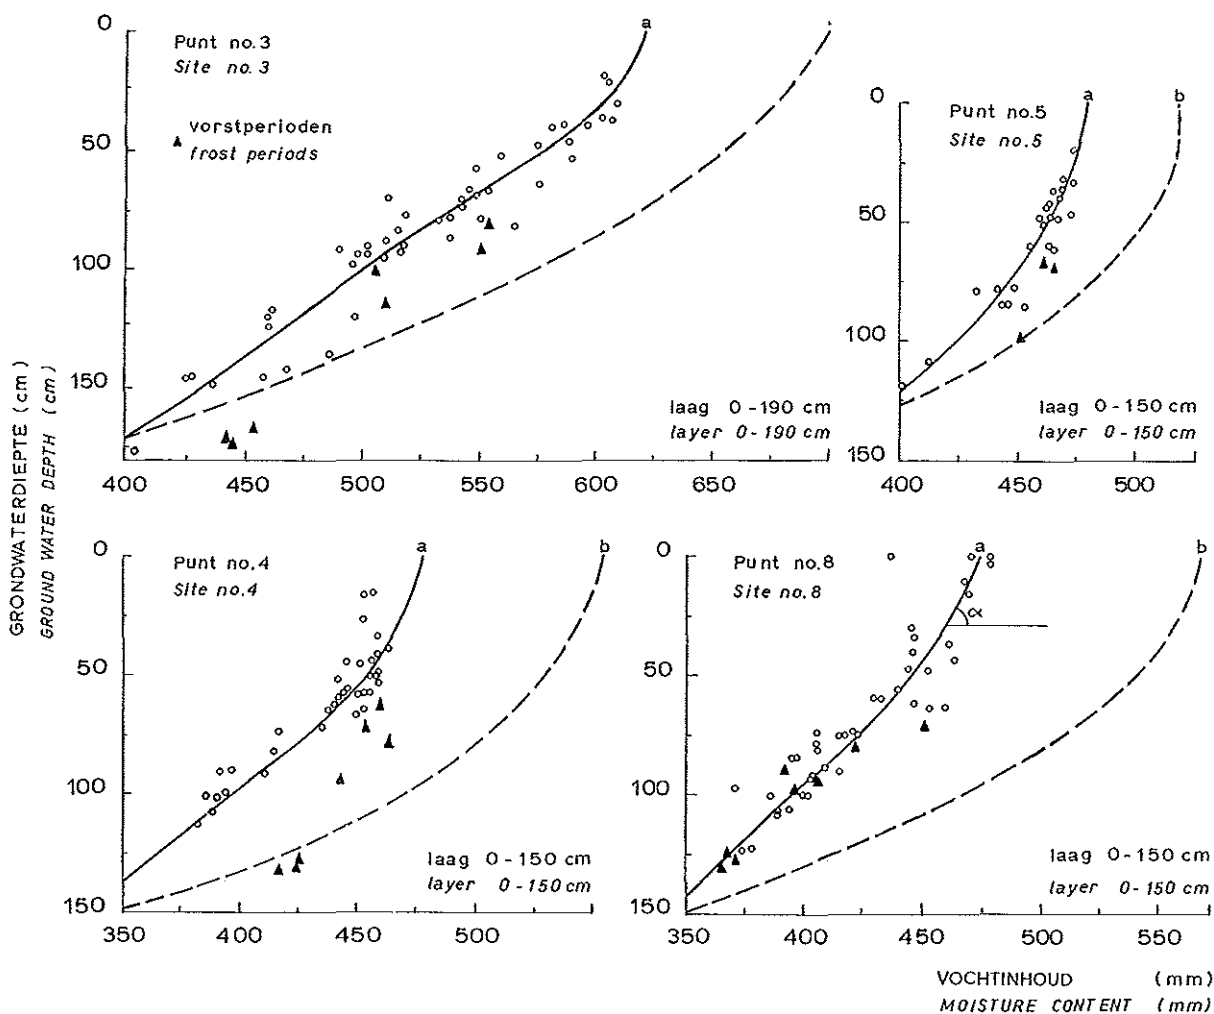 GRONDWATERDIEPTE (cm)
GROUND WATER DEPTH (cm)
0
50
100
150
a
Punt no.3
Site no.3
▲ vorstperioden
frost periods
laag 0-190 cm
layer 0-190 cm
400 450 500 550 600 650
0
50
100
150
a b
Punt no.5
Site no.5
laag 0-150 cm
layer 0-150 cm
400 450 500
0
50
100
150
a b
Punt no.4
Site no.4
laag 0-150 cm
layer 0-150 cm
350 400 450 500
0
50
100
150
a b
Punt no.8
Site no.8
α
laag 0-150 cm
layer 0-150 cm
350 400 450 500 550
VOCHTINHOUD (mm)
MOISTURE CONTENT (mm)